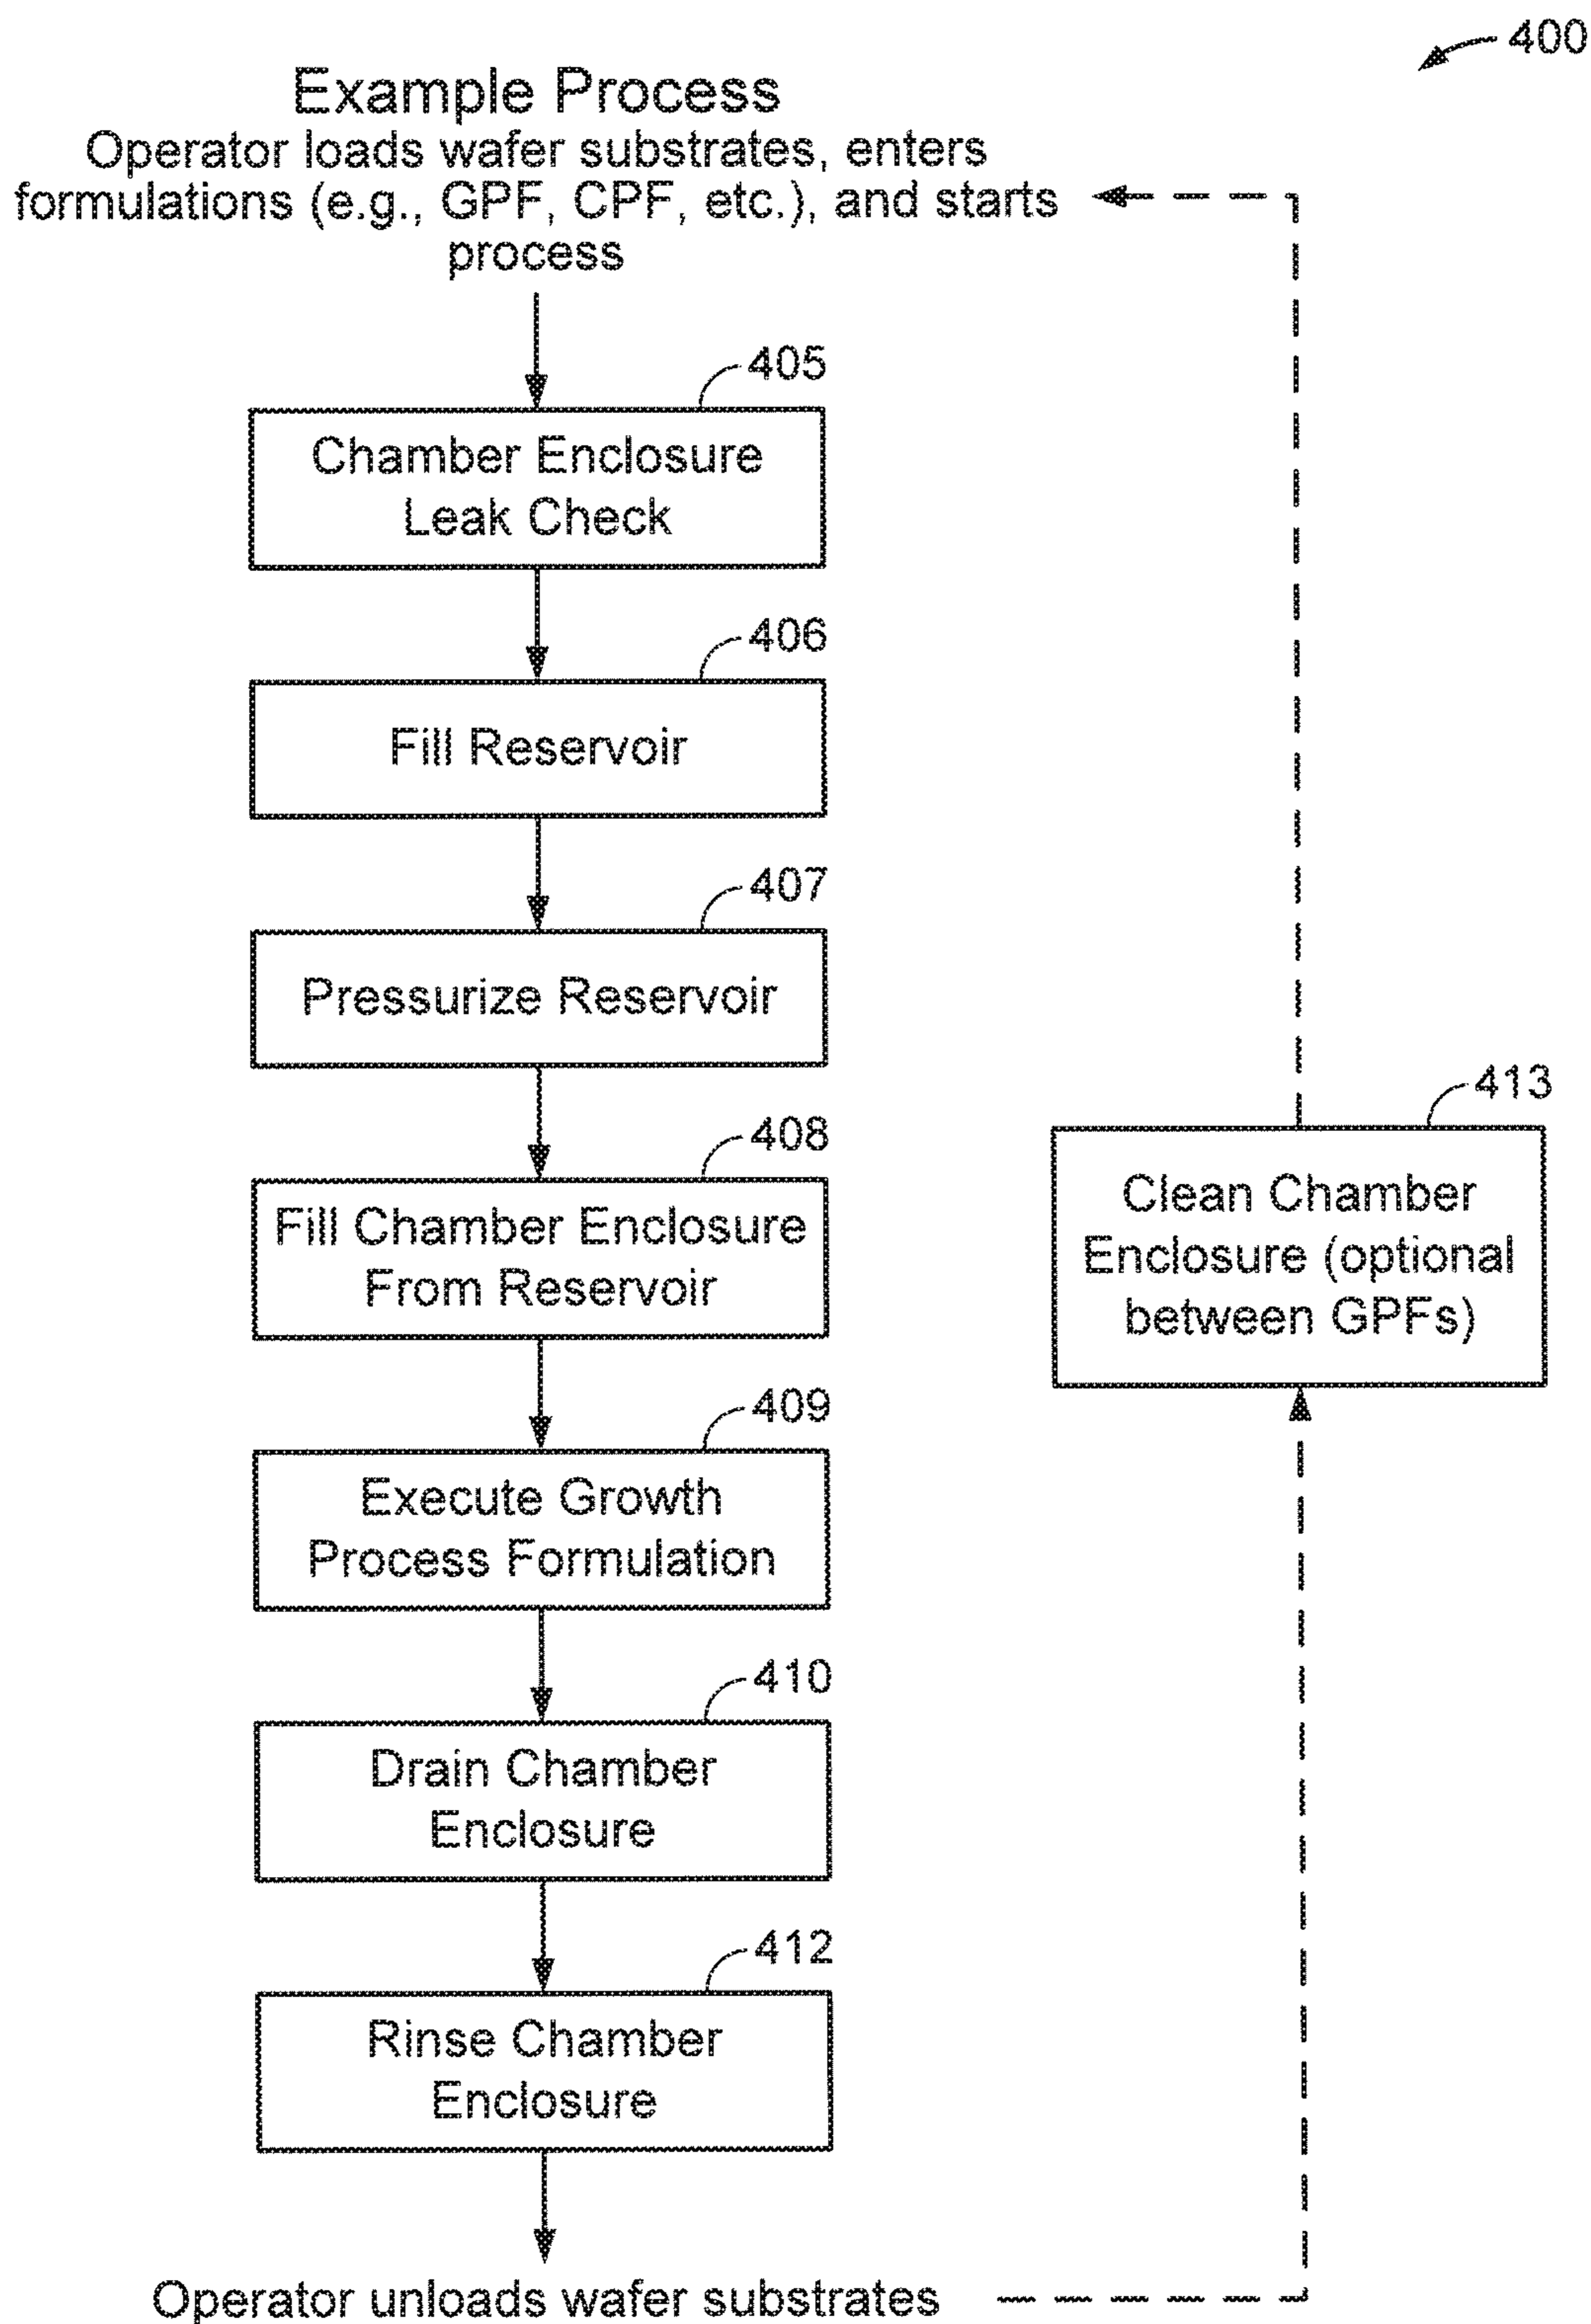 400
Example Process
Operator loads wafer substrates, enters
formulations (e.g., GPF, CPF, etc.), and starts
process
405
Chamber Enclosure
Leak Check
406
Fill Reservoir
407
Pressurize Reservoir
408
Fill Chamber Enclosure
From Reservoir
413
Clean Chamber
Enclosure (optional
between GPFs)
409
Execute Growth
Process Formulation
410
Drain Chamber
Enclosure
412
Rinse Chamber
Enclosure
Operator unloads wafer substrates